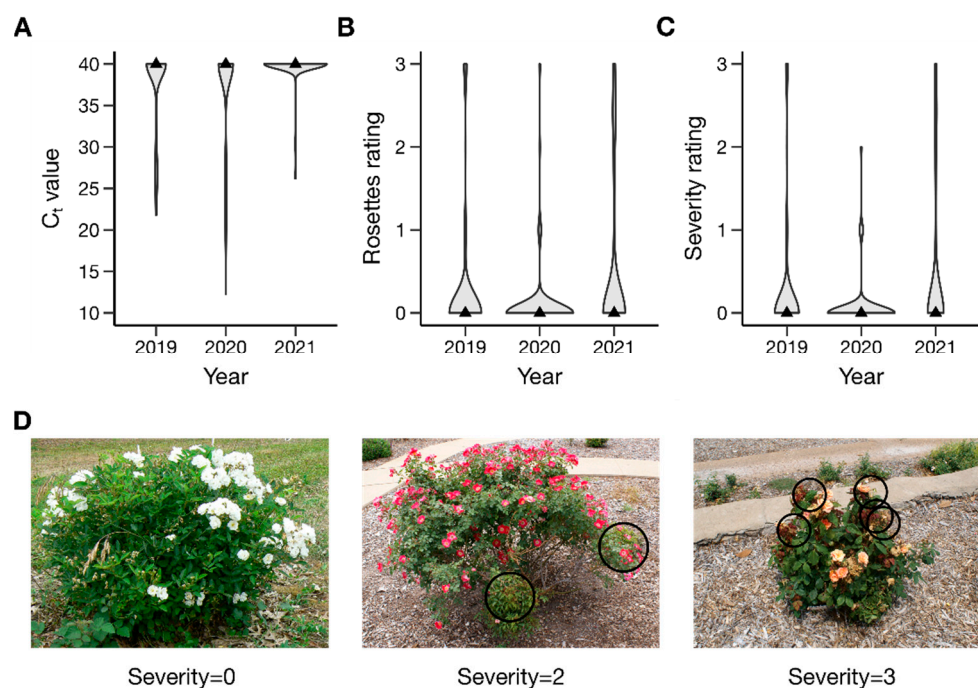 A
B
C
Ct value
40
35
30
25
20
15
10
2019
2020
2021
Year
Rosettes rating
3
2
1
0
2019
2020
2021
Year
Severity rating
3
2
1
0
2019
2020
2021
Year
D
Severity=0
Severity=2
Severity=3